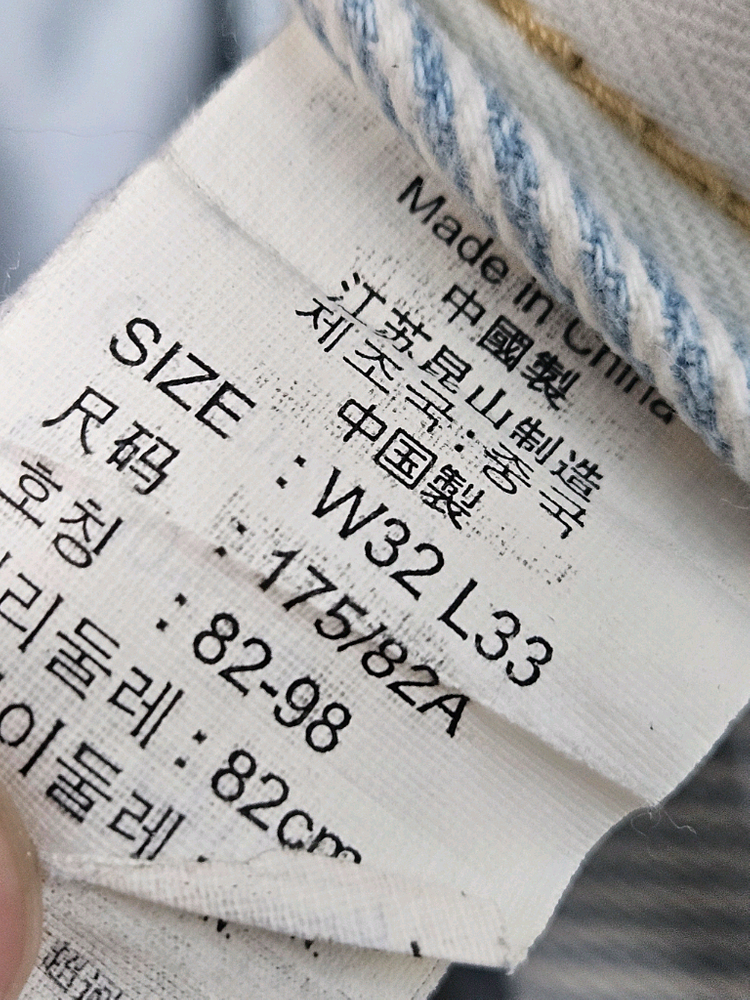 Made in China
中國製
江苏昆山制造
제조국:중국
中国製
SIZE : W32 L33
尺码 : 175/82A
호칭 : 82-98
리둘레 : 82cm
이둘레 :